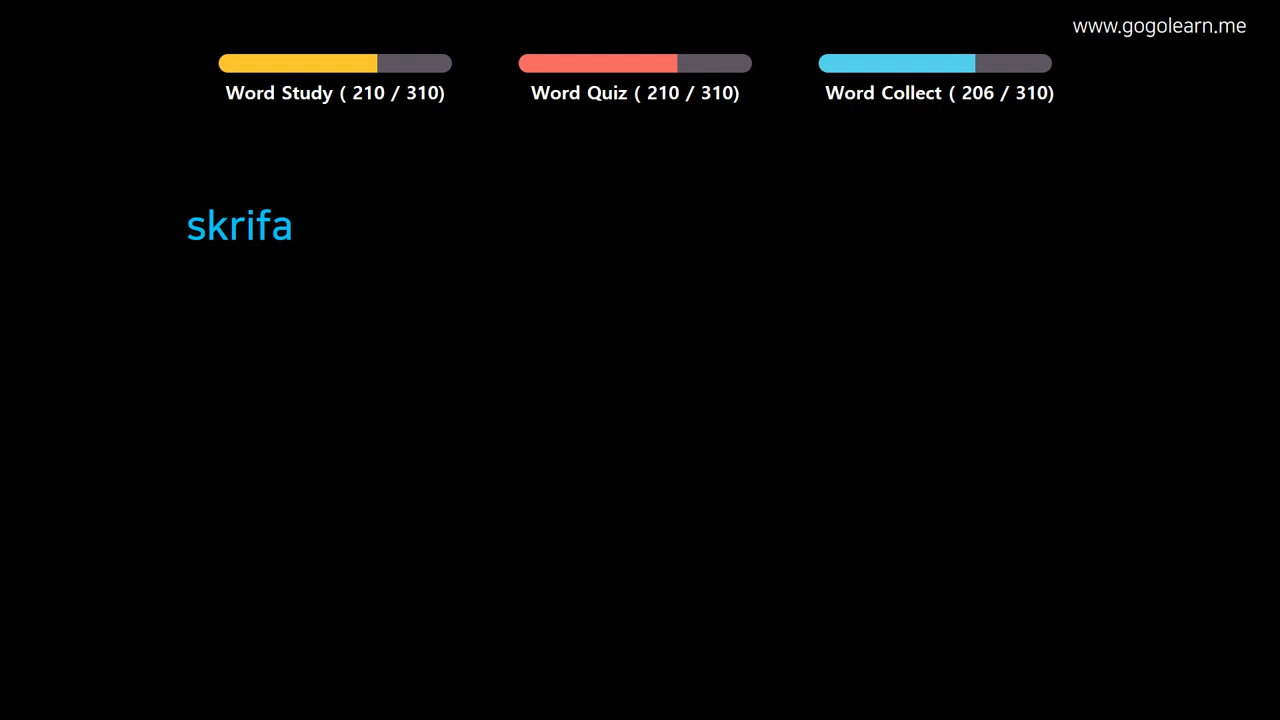 www.gogolearn.me
Word Study ( 210 / 310)
Word Quiz ( 210 / 310)
Word Collect ( 206 / 310)
skrifa